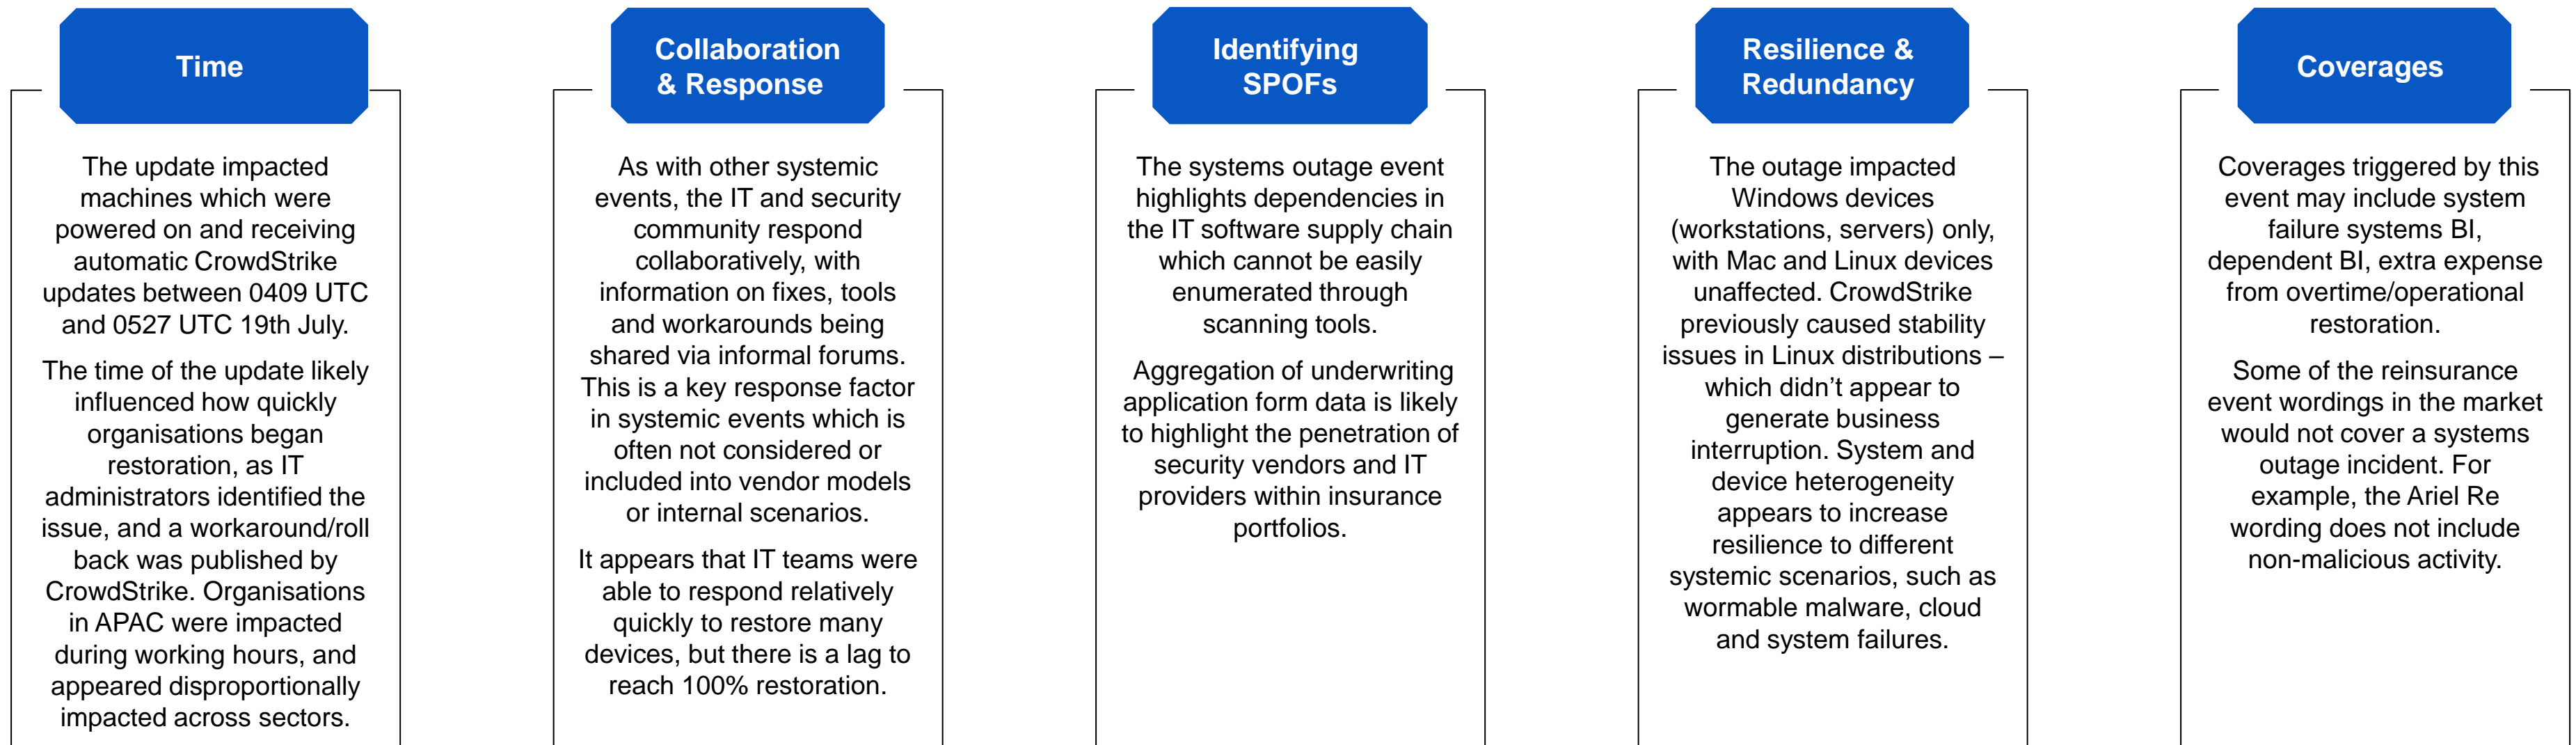 Time
The update impacted
machines which were
powered on and receiving
automatic CrowdStrike
updates between 0409 UTC
and 0527 UTC 19th July.
The time of the update likely
influenced how quickly
organisations began
restoration, as IT
administrators identified the
issue, and a workaround/roll
back was published by
CrowdStrike. Organisations
in APAC were impacted
during working hours, and
appeared disproportionally
impacted across sectors.
Collaboration
& Response
As with other systemic
events, the IT and security
community respond
collaboratively, with
information on fixes, tools
and workarounds being
shared via informal forums.
This is a key response factor
in systemic events which is
often not considered or
included into vendor models
or internal scenarios.
It appears that IT teams were
able to respond relatively
quickly to restore many
devices, but there is a lag to
reach 100% restoration.
Identifying
SPOFs
The systems outage event
highlights dependencies in
the IT software supply chain
which cannot be easily
enumerated through
scanning tools.
Aggregation of underwriting
application form data is likely
to highlight the penetration of
security vendors and IT
providers within insurance
portfolios.
Resilience &
Redundancy
The outage impacted
Windows devices
(workstations, servers) only,
with Mac and Linux devices
unaffected. CrowdStrike
previously caused stability
issues in Linux distributions –
which didn’t appear to
generate business
interruption. System and
device heterogeneity
appears to increase
resilience to different
systemic scenarios, such as
wormable malware, cloud
and system failures.
Coverages
Coverages triggered by this
event may include system
failure systems BI,
dependent BI, extra expense
from overtime/operational
restoration.
Some of the reinsurance
event wordings in the market
would not cover a systems
outage incident. For
example, the Ariel Re
wording does not include
non-malicious activity.